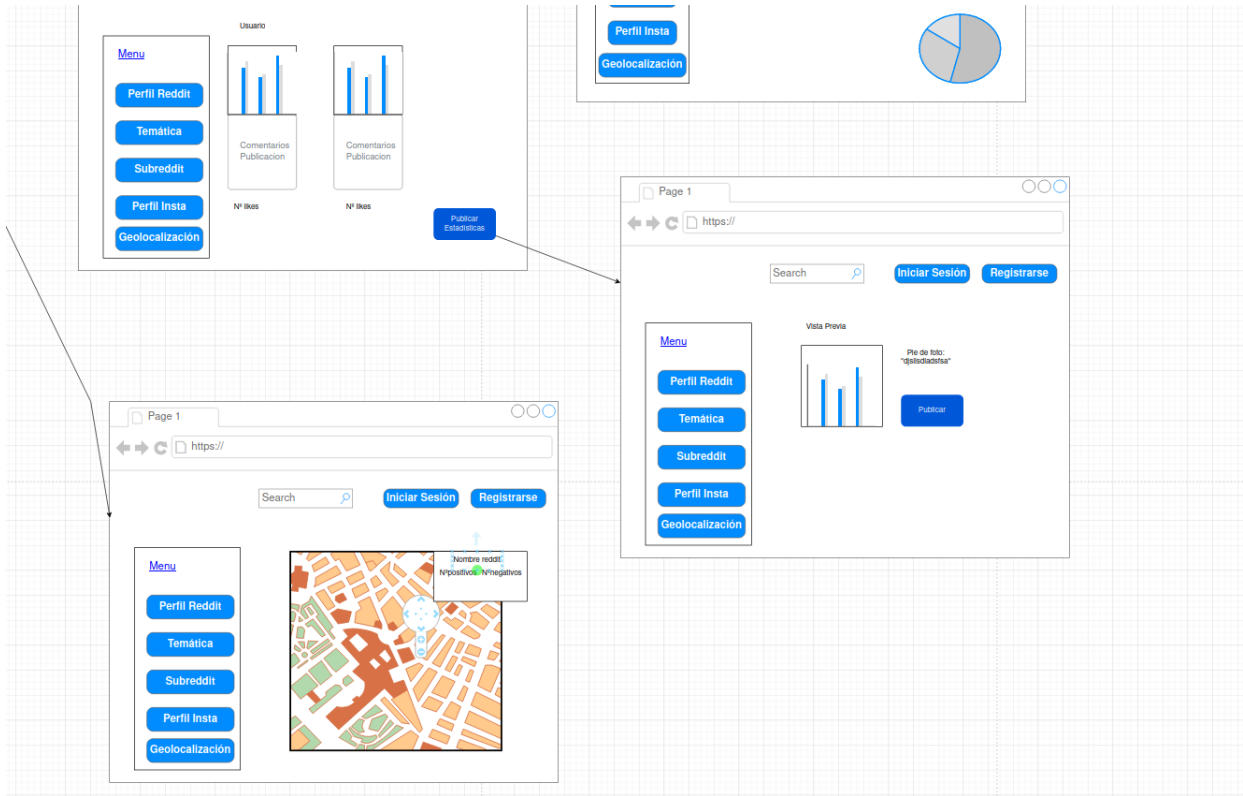 Usuario
Menu
Perfil Reddit
Temática
Subreddit
Perfil Insta
Geolocalización
Comentarios
Publicacion
Comentarios
Publicacion
Nº likes
Nº likes
Publicar
Estadísticas
Perfil Insta
Geolocalización
Page 1
https://
Search
Iniciar Sesión
Registrarse
Menu
Perfil Reddit
Temática
Subreddit
Perfil Insta
Geolocalización
Vista Previa
Pie de foto:
"djsilsdladsfsa"
Publicar
Page 1
https://
Search
Iniciar Sesión
Registrarse
Menu
Perfil Reddit
Temática
Subreddit
Perfil Insta
Geolocalización
Nombre reddit
Nºpositivos Nºnegativos